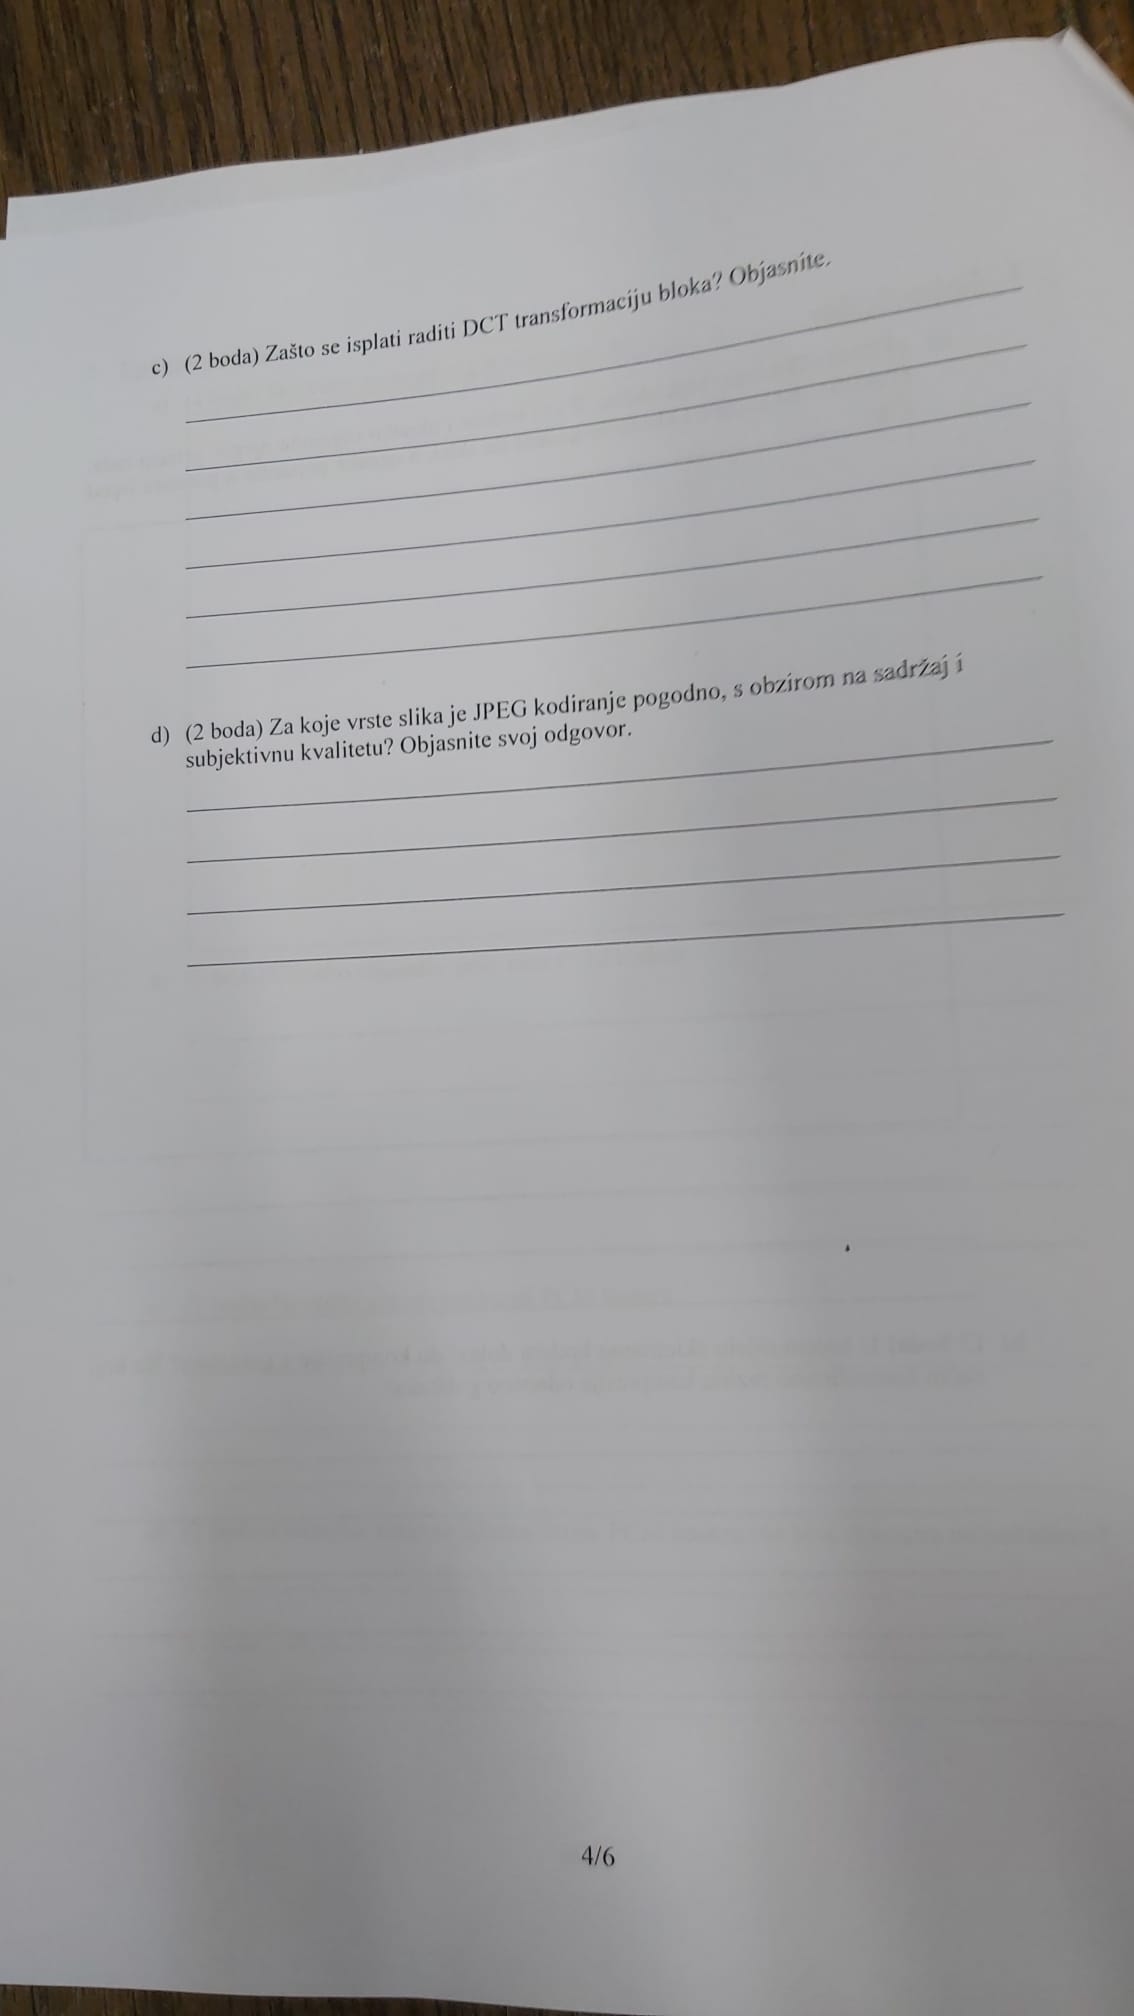 c) (2 boda) Zašto se isplati raditi DCT transformaciju bloka? Objasnite.
d) (2 boda) Za koje vrste slika je JPEG kodiranje pogodno, s obzirom na sadržaj i
subjektivnu kvalitetu? Objasnite svoj odgovor.
4/6